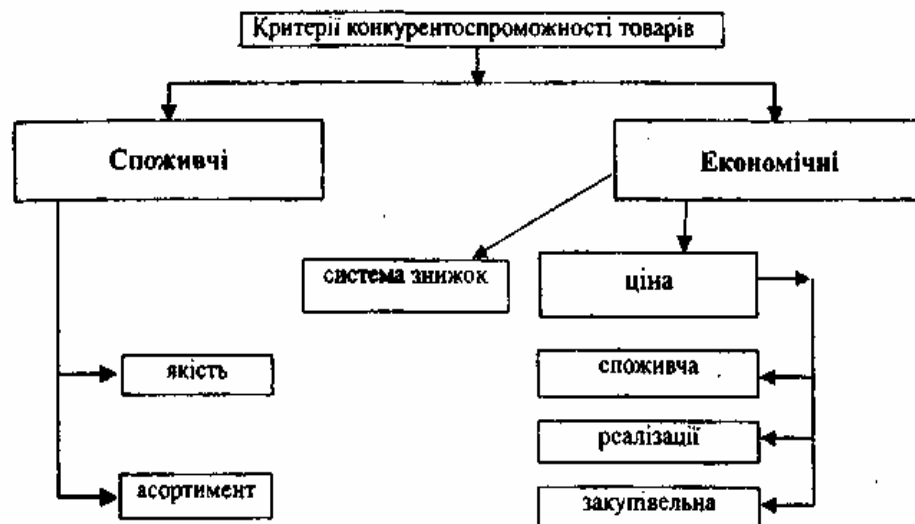 Критерії конкурентоспроможності товарів
Споживчі
Економічні
система знижок
ціна
якість
споживча
реалізації
асортимент
закупівельна